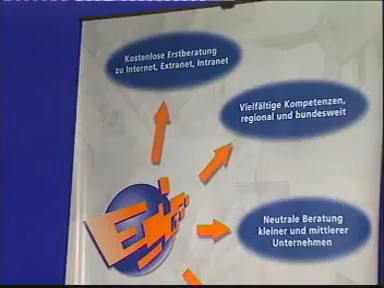 Kostenlose Erstberatung
zu Internet, Extranet, Intranet
Vielfältige Kompetenzen,
regional und bundesweit
Neutrale Beratung
kleiner und mittlerer
Unternehmen